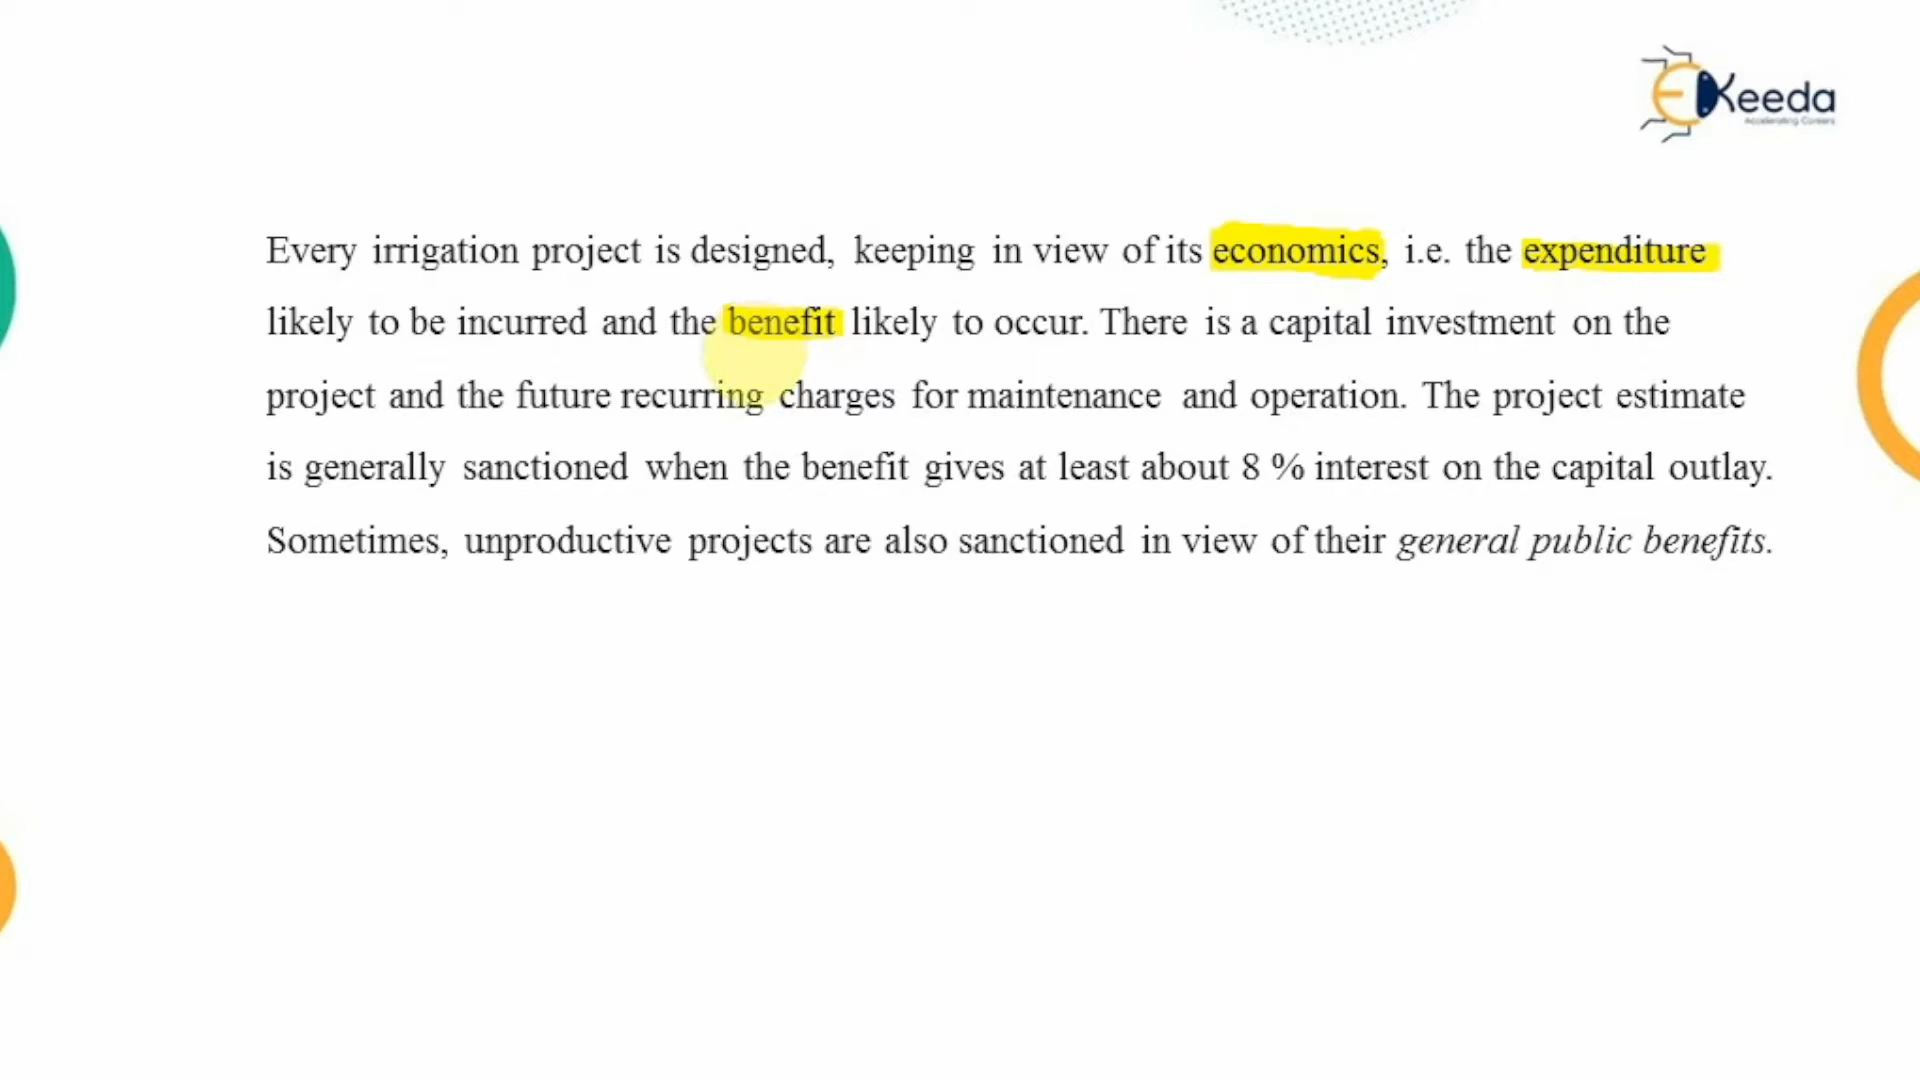 EKeeda
Accelerating Careers
Every irrigation project is designed, keeping in view of its economics, i.e. the expenditure
likely to be incurred and the benefit likely to occur. There is a capital investment on the
project and the future recurring charges for maintenance and operation. The project estimate
is generally sanctioned when the benefit gives at least about 8 % interest on the capital outlay.
Sometimes, unproductive projects are also sanctioned in view of their general public benefits.